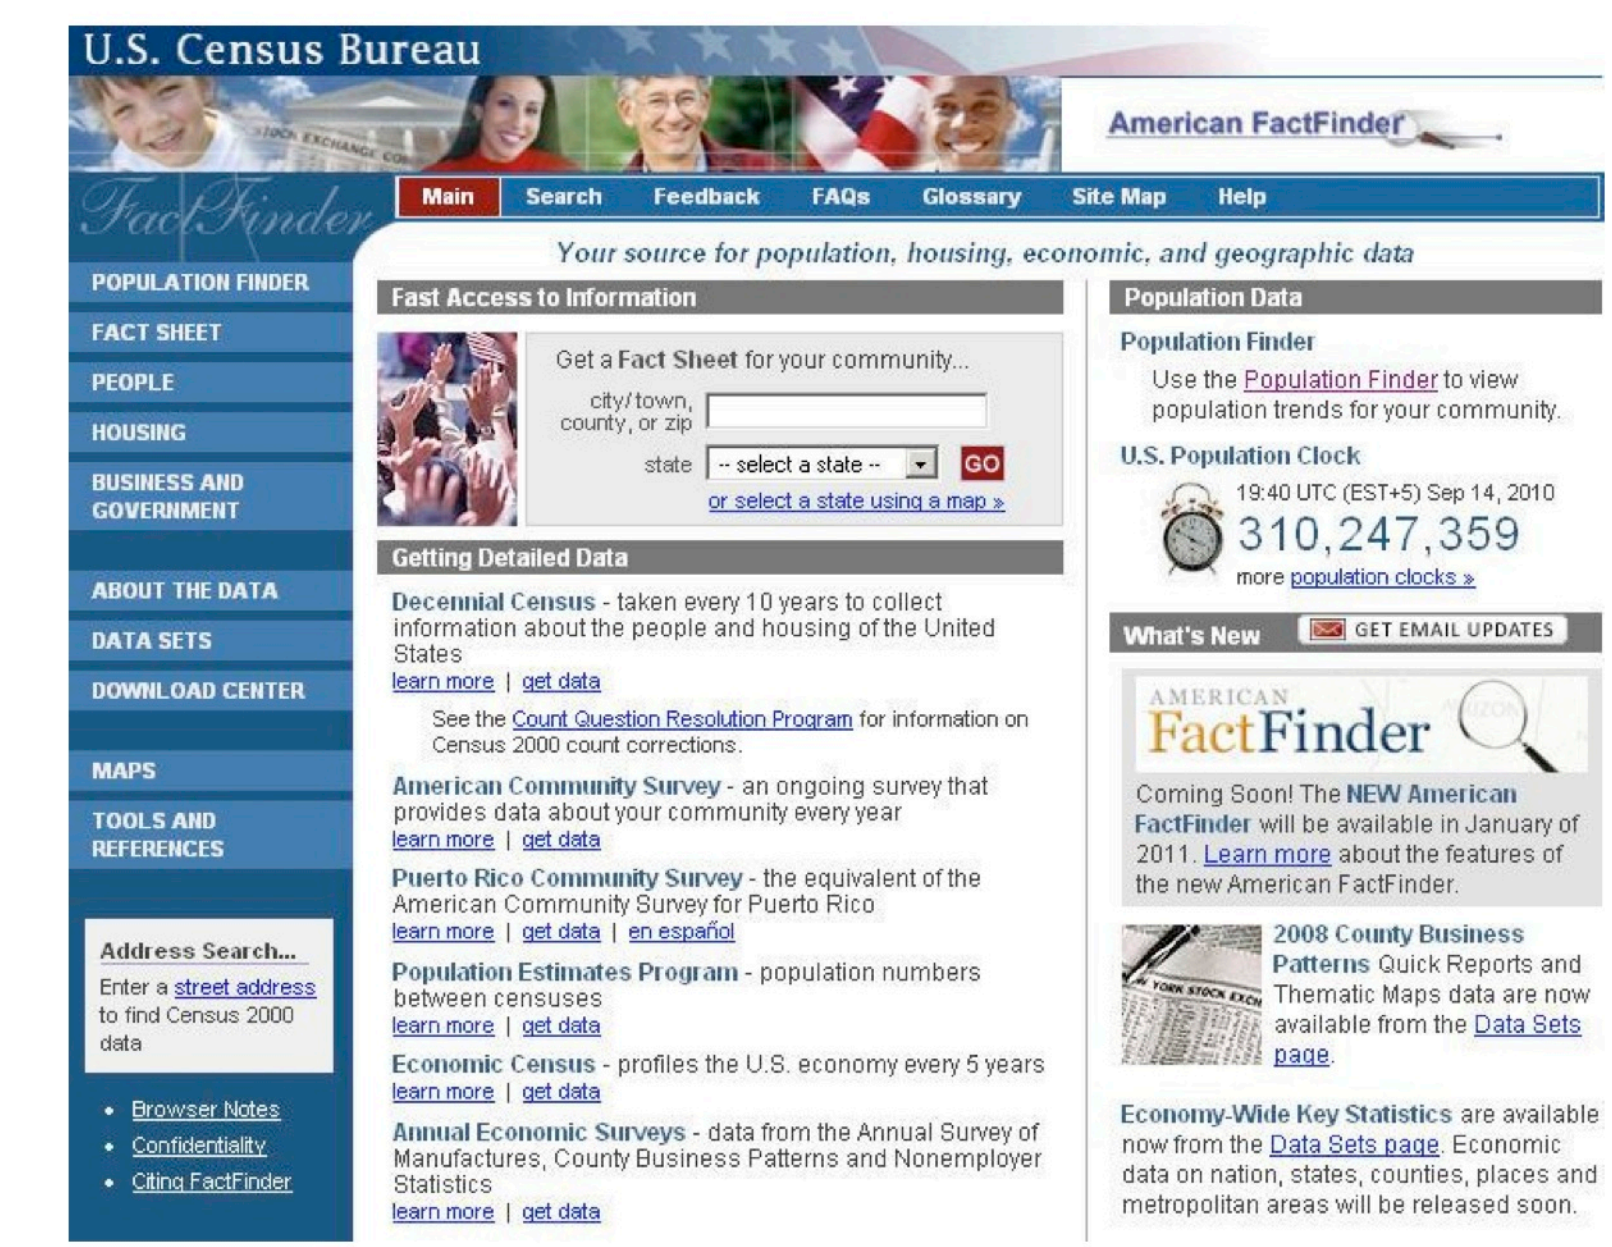 U.S. Census Bureau
STOCK EXCHANGE CO
American FactFinder
FactFinder
Main
Search
Feedback
FAQs
Glossary
Site Map
Help
Your source for population, housing, economic, and geographic data
POPULATION FINDER
FACT SHEET
PEOPLE
HOUSING
BUSINESS AND
GOVERNMENT
ABOUT THE DATA
DATA SETS
DOWNLOAD CENTER
MAPS
TOOLS AND
REFERENCES
Address Search...
Enter a street address
to find Census 2000
data
• Browser Notes
• Confidentiality
• Citing FactFinder
Fast Access to Information
Get a Fact Sheet for your community...
city/ town,
county, or zip
state
-- select a state --
GO
or select a state using a map »
Getting Detailed Data
Decennial Census - taken every 10 years to collect
information about the people and housing of the United
States
learn more | get data
See the Count Question Resolution Program for information on
Census 2000 count corrections.
American Community Survey - an ongoing survey that
provides data about your community every year
learn more | get data
Puerto Rico Community Survey - the equivalent of the
American Community Survey for Puerto Rico
learn more | get data | en español
Population Estimates Program - population numbers
between censuses
learn more | get data
Economic Census - profiles the U.S. economy every 5 years
learn more | get data
Annual Economic Surveys - data from the Annual Survey of
Manufactures, County Business Patterns and Nonemployer
Statistics
learn more | get data
Population Data
Population Finder
Use the Population Finder to view
population trends for your community.
U.S. Population Clock
19:40 UTC (EST+5) Sep 14, 2010
310,247,359
more population clocks »
What's New
GET EMAIL UPDATES
AMERICAN
FactFinder
ARIZONA
Coming Soon! The NEW American
FactFinder will be available in January of
2011. Learn more about the features of
the new American FactFinder.
YORK STOCK EXCH
2008 County Business
Patterns Quick Reports and
Thematic Maps data are now
available from the Data Sets
page.
Economy-Wide Key Statistics are available
now from the Data Sets page. Economic
data on nation, states, counties, places and
metropolitan areas will be released soon.